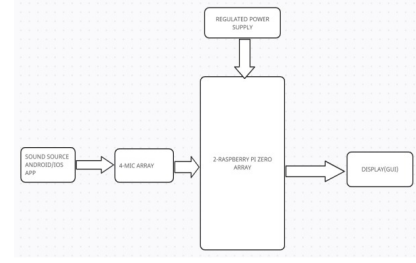 REGULATED POWER
SUPPLY
SOUND SOURCE
ANDROID/IOS
APP
4-MIC ARRAY
2-RASPBERRY PI ZERO
ARRAY
DISPLAY(GUI)